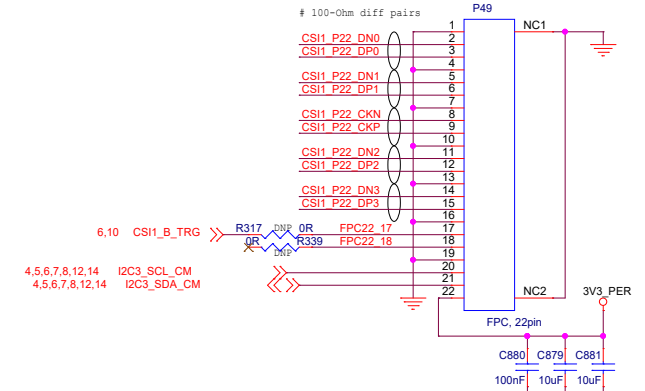 P49
# 100-Ohm diff pairs
1 NC1
CSI1_P22_DN0 2
CSI1_P22_DP0 3
4
CSI1_P22_DN1 5
CSI1_P22_DP1 6
7
CSI1_P22_CKN 8
CSI1_P22_CKP 9
10
CSI1_P22_DN2 11
CSI1_P22_DP2 12
13
CSI1_P22_DN3 14
CSI1_P22_DP3 15
16
6,10 CSI1_B_TRG R317 DNP 0R FPC22_17 17
0R R339 FPC22_18 18
DNP
19
4,5,6,7,8,12,14 I2C3_SCL_CM 20
4,5,6,7,8,12,14 I2C3_SDA_CM 21
22 NC2 3V3_PER
FPC, 22pin
C880 C879 C881
100nF 10uF 10uF